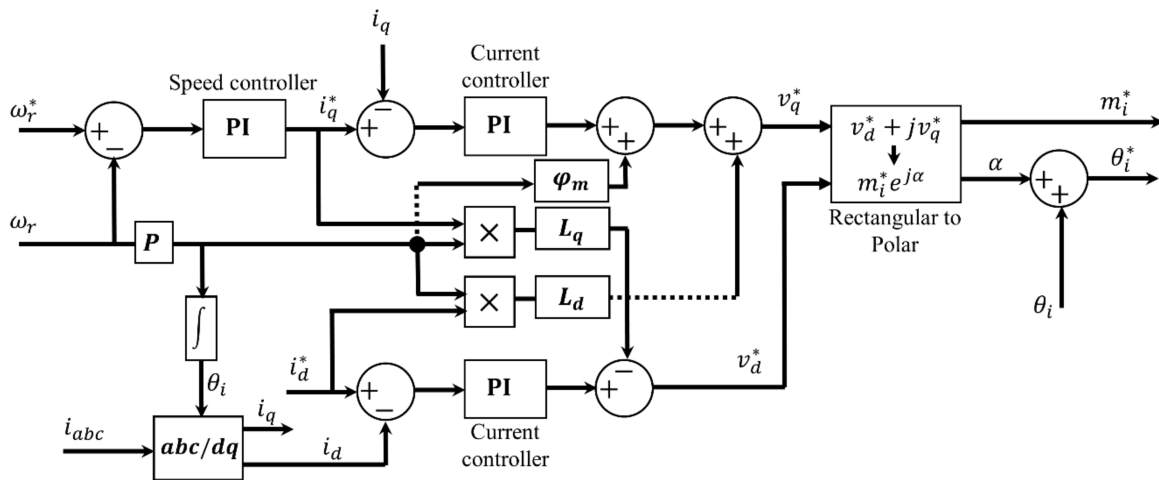 i_q
Current
controller
Speed controller
ω_r^*
+
−
PI
i_q^*
+
−
PI
+
+
+
+
v_q^*
v_d^* + jv_q^*
↓
m_i^* e^{jα}
Rectangular to
Polar
m_i^*
α
+
+
θ_i^*
θ_i
φ_m
ω_r
P
×
L_q
×
L_d
∫
θ_i
i_d^*
+
−
PI
Current
controller
+
−
v_d^*
i_abc
abc/dq
i_q
i_d